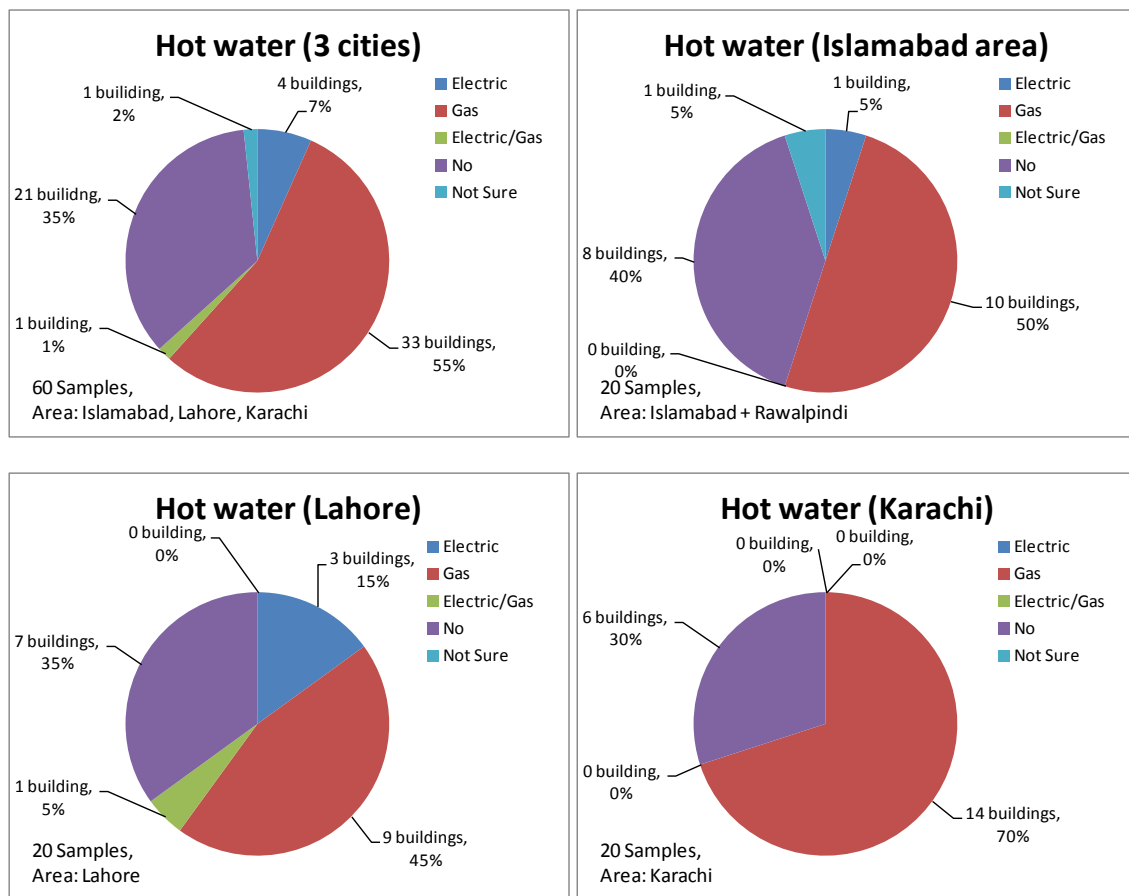 Hot water (3 cities)
4 buildings,
7%
1 builiding,
2%
21 builidng,
35%
1 building,
1%
33 buildings,
55%
Electric
Gas
Electric/Gas
No
Not Sure
60 Samples,
Area: Islamabad, Lahore, Karachi
Hot water (Islamabad area)
1 building,
5%
1 building,
5%
8 buildings,
40%
0 building,
0%
10 buildings,
50%
Electric
Gas
Electric/Gas
No
Not Sure
20 Samples,
Area: Islamabad + Rawalpindi
Hot water (Lahore)
0 building,
0%
3 buildings,
15%
7 buildings,
35%
1 building,
5%
9 buildings,
45%
Electric
Gas
Electric/Gas
No
Not Sure
20 Samples,
Area: Lahore
Hot water (Karachi)
0 building,
0%
0 building,
0%
6 buildings,
30%
0 building,
0%
14 buildings,
70%
Electric
Gas
Electric/Gas
No
Not Sure
20 Samples,
Area: Karachi